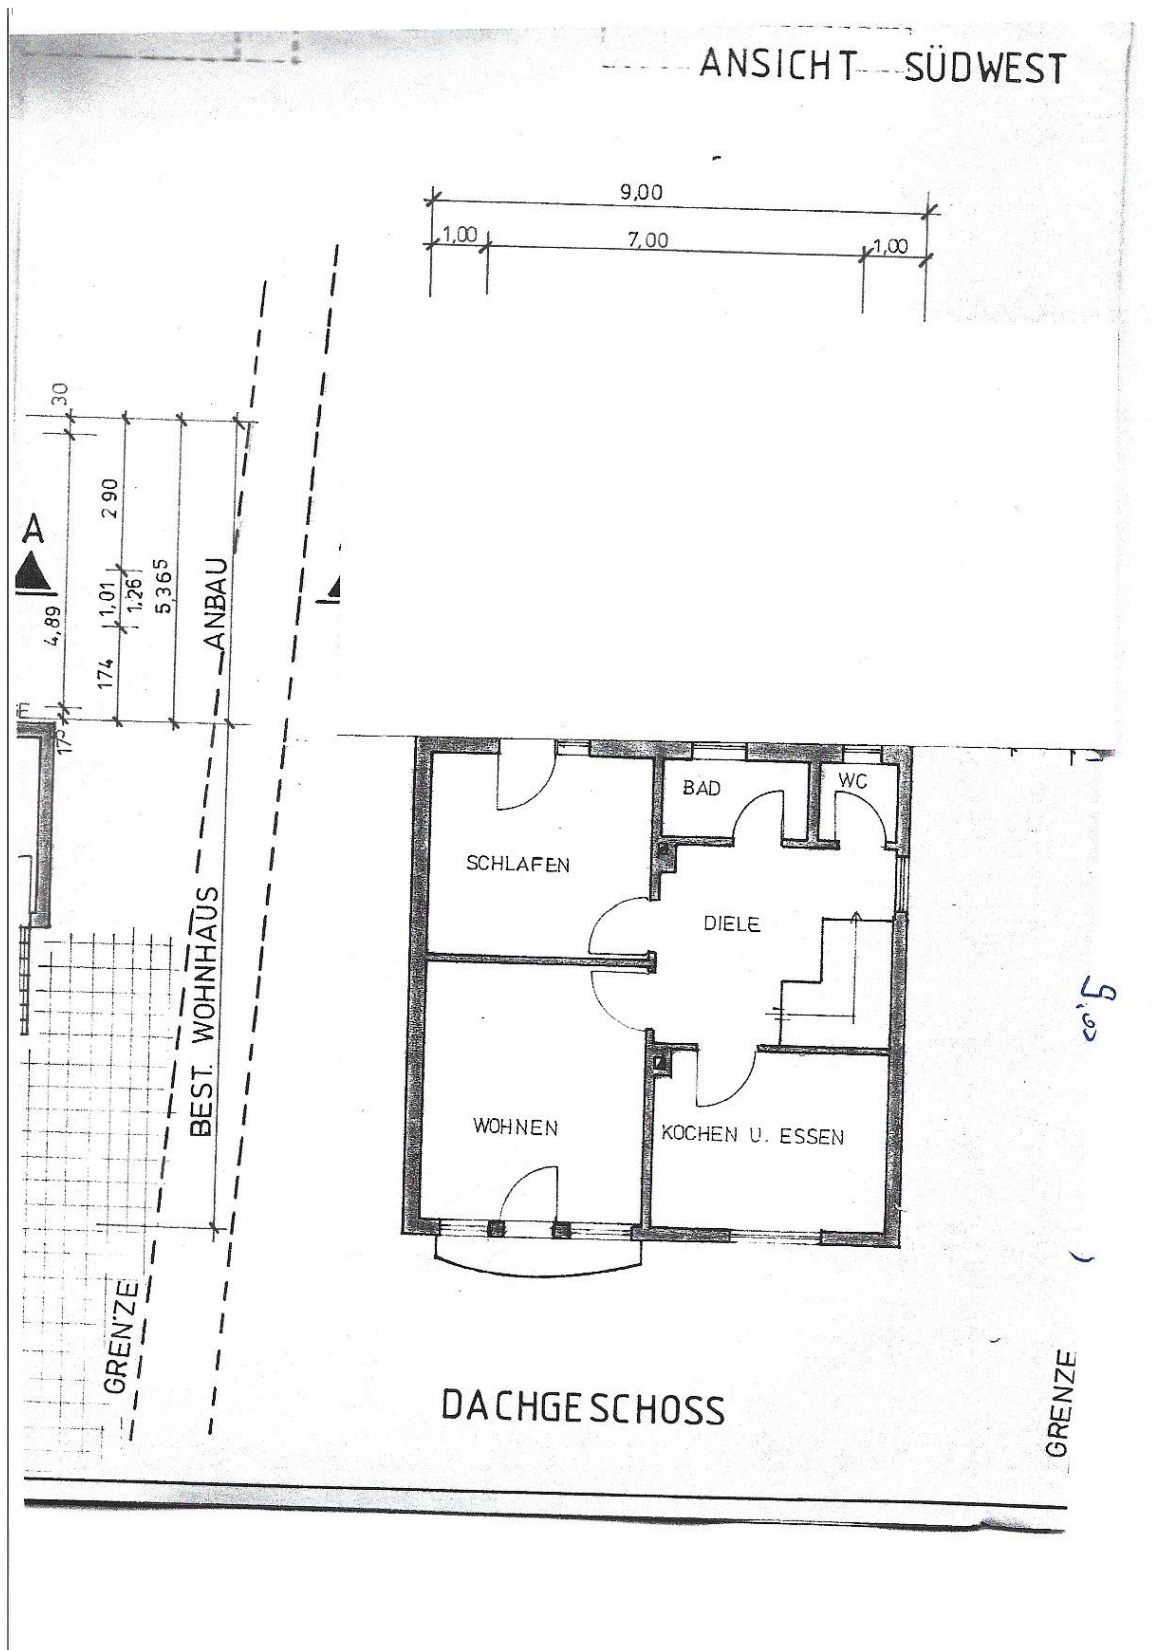 ANSICHT SÜDWEST
9,00
1,00
7,00
1,00
30
2 90
A
1,01
1,26
5,365
4,89
174
17⁵
ANBAU
BEST. WOHNHAUS
GRENZE
BAD
WC
SCHLAFEN
DIELE
WOHNEN
KOCHEN U. ESSEN
DACHGESCHOSS
GRENZE